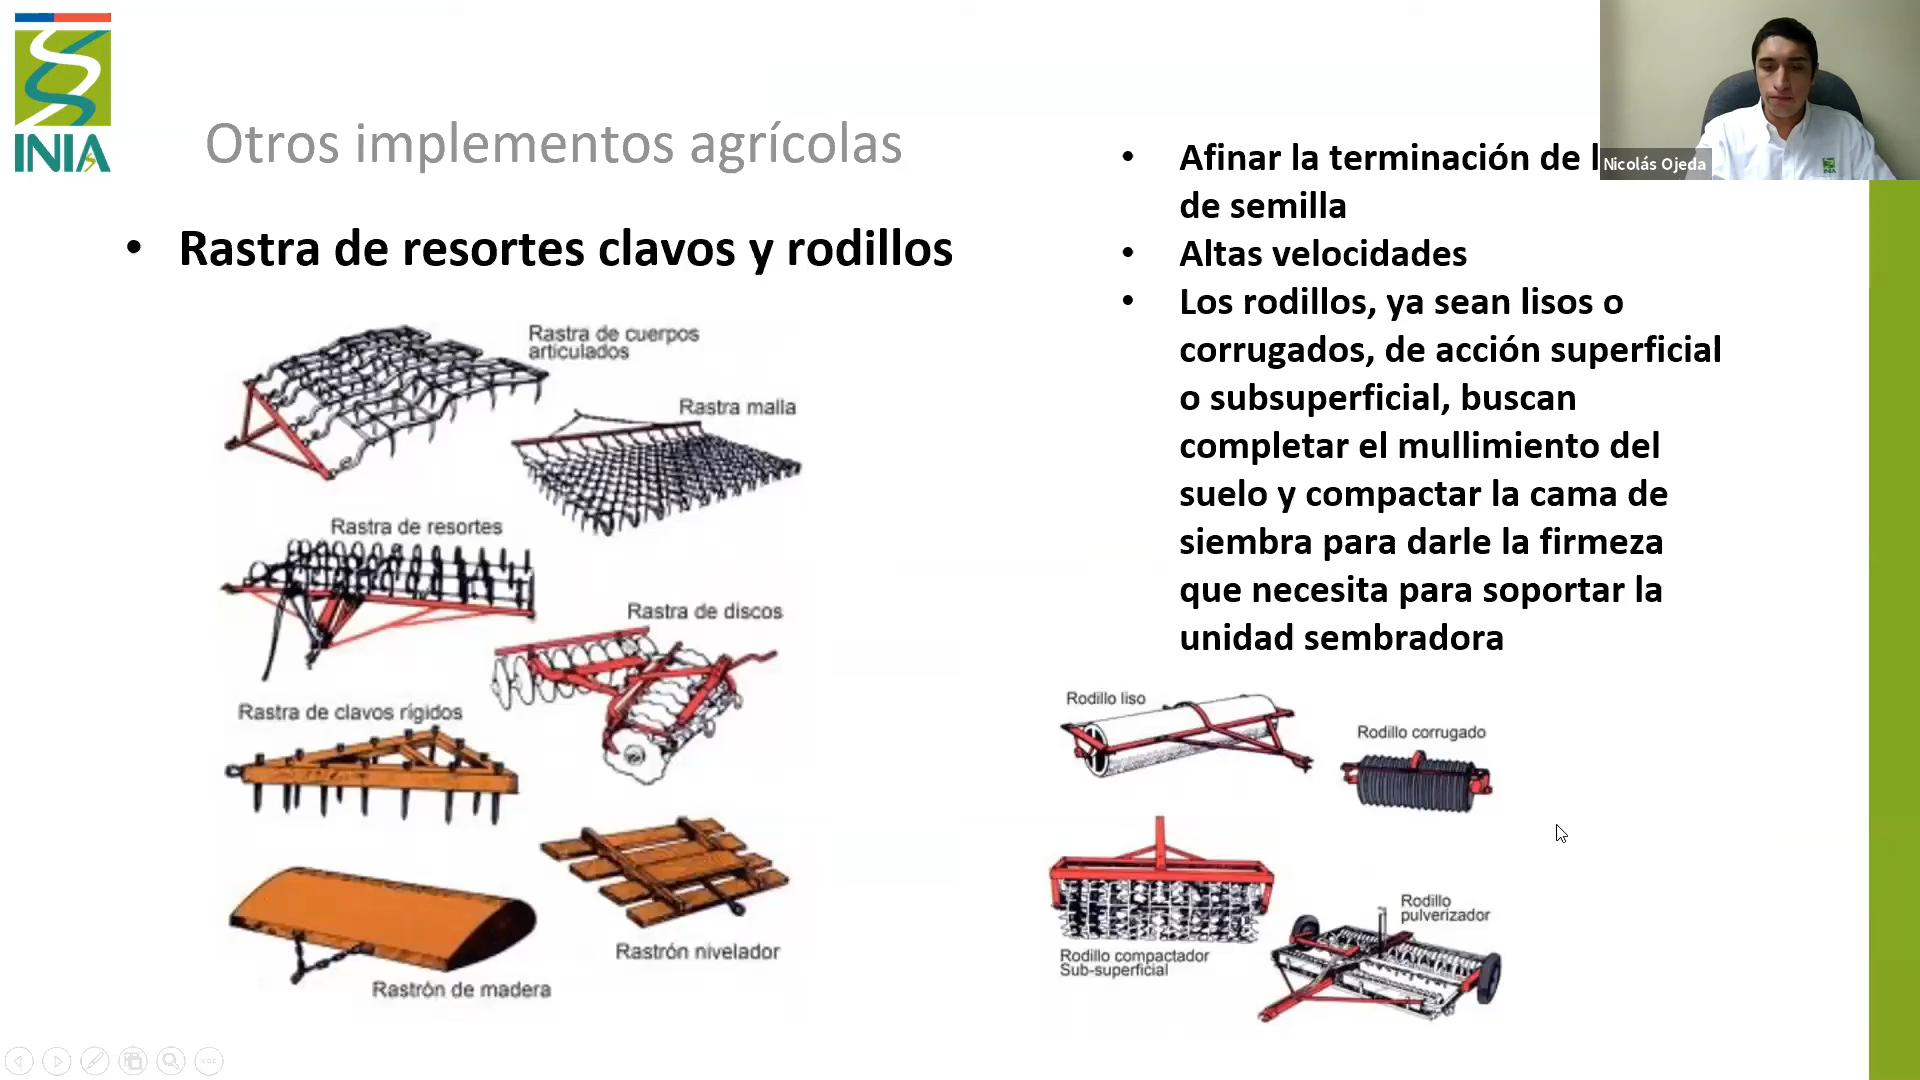 INIA
Otros implementos agrícolas
• Rastra de resortes clavos y rodillos
Rastra de cuerpos
articulados
Rastra malla
Rastra de resortes
Rastra de discos
Rastra de clavos rígidos
Rastrón nivelador
Rastrón de madera
• Afinar la terminación de
de semilla
• Altas velocidades
• Los rodillos, ya sean lisos o
corrugados, de acción superficial
o subsuperficial, buscan
completar el mullimiento del
suelo y compactar la cama de
siembra para darle la firmeza
que necesita para soportar la
unidad sembradora
Rodillo liso
Rodillo corrugado
Rodillo
pulverizador
Rodillo compactador
Sub-superficial
Nicolás Ojeda
INIA